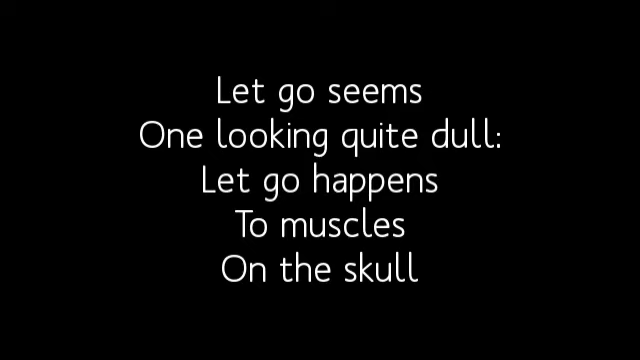 Let go seems
One looking quite dull:
Let go happens
To muscles
On the skull